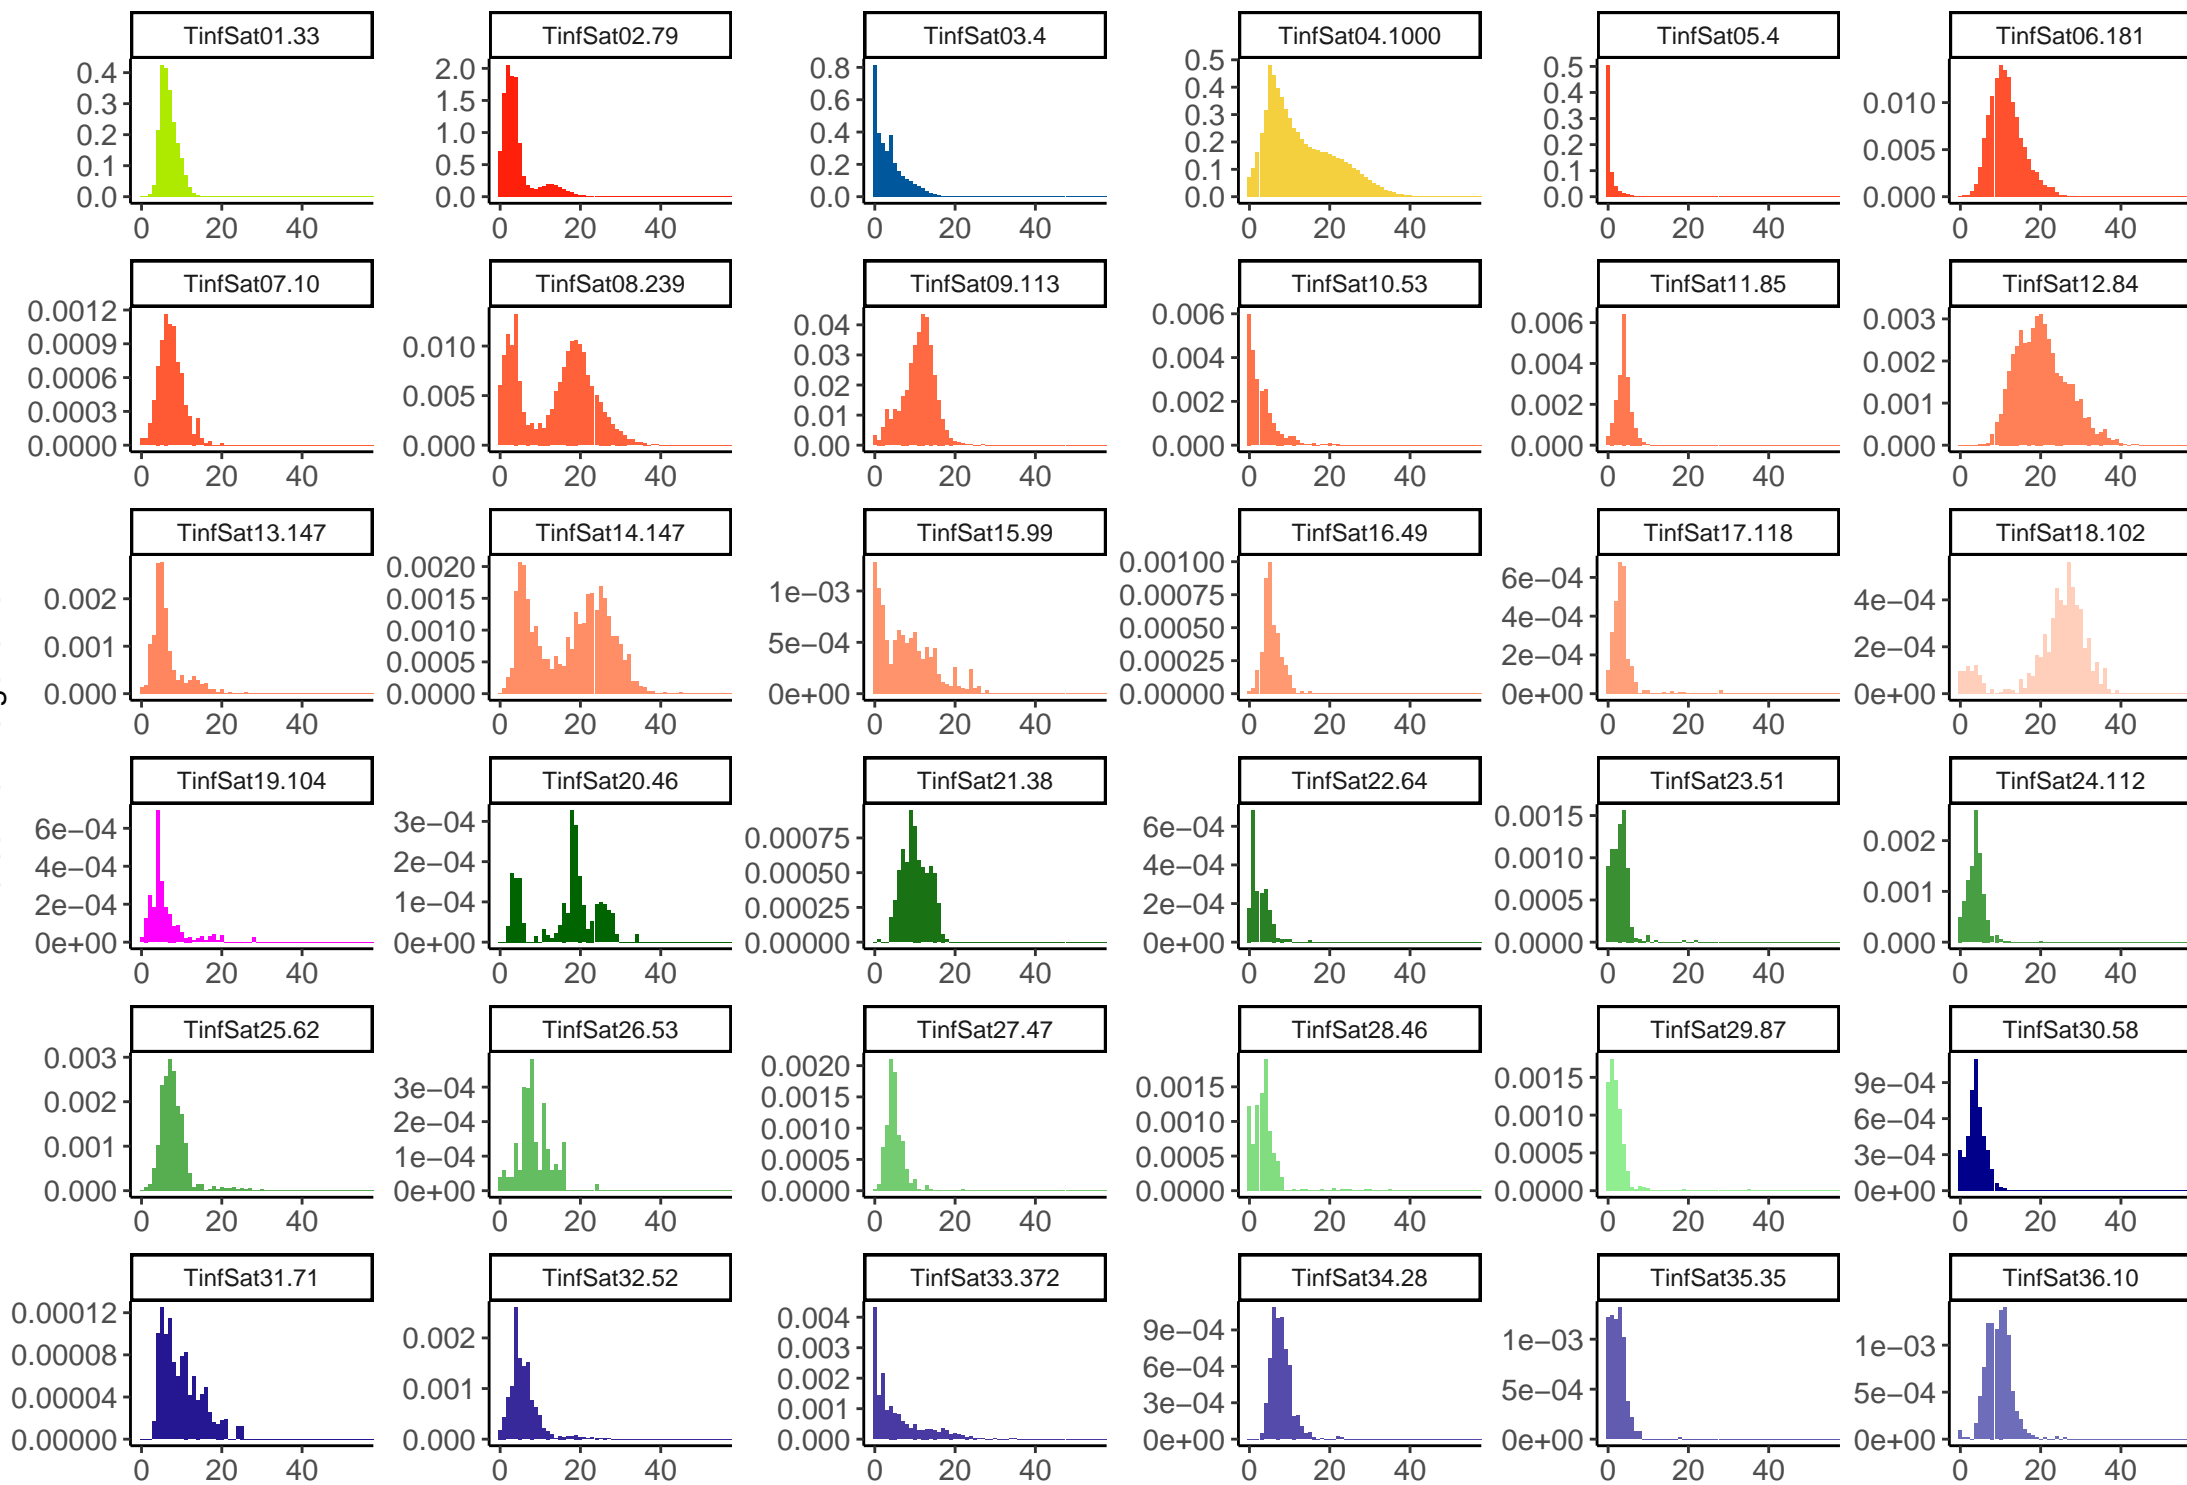 TinfSat01.33 TinfSat02.79 TinfSat03.4 TinfSat04.1000 TinfSat05.4 TinfSat06.181
0.4 0.3 0.2 0.1 0.0
2.0 1.5 1.0 0.5 0.0
0.8 0.6 0.4 0.2 0.0
0.5 0.4 0.3 0.2 0.1 0.0
0.5 0.4 0.3 0.2 0.1 0.0
0.010 0.005 0.000
0 20 40 0 20 40 0 20 40 0 20 40 0 20 40 0 20 40
TinfSat07.10 TinfSat08.239 TinfSat09.113 TinfSat10.53 TinfSat11.85 TinfSat12.84
0.0012 0.0009 0.0006 0.0003 0.0000
0.010 0.005 0.000
0.04 0.03 0.02 0.01 0.00
0.006 0.004 0.002 0.000
0.006 0.004 0.002 0.000
0.003 0.002 0.001 0.000
0 20 40 0 20 40 0 20 40 0 20 40 0 20 40 0 20 40
TinfSat13.147 TinfSat14.147 TinfSat15.99 TinfSat16.49 TinfSat17.118 TinfSat18.102
0.002 0.001 0.000
0.0020 0.0015 0.0010 0.0005 0.0000
1e−03 5e−04 0e+00
0.00100 0.00075 0.00050 0.00025 0.00000
6e−04 4e−04 2e−04 0e+00
4e−04 2e−04 0e+00
0 20 40 0 20 40 0 20 40 0 20 40 0 20 40 0 20 40
TinfSat19.104 TinfSat20.46 TinfSat21.38 TinfSat22.64 TinfSat23.51 TinfSat24.112
6e−04 4e−04 2e−04 0e+00
3e−04 2e−04 1e−04 0e+00
0.00075 0.00050 0.00025 0.00000
6e−04 4e−04 2e−04 0e+00
0.0015 0.0010 0.0005 0.0000
0.002 0.001 0.000
0 20 40 0 20 40 0 20 40 0 20 40 0 20 40 0 20 40
TinfSat25.62 TinfSat26.53 TinfSat27.47 TinfSat28.46 TinfSat29.87 TinfSat30.58
0.003 0.002 0.001 0.000
3e−04 2e−04 1e−04 0e+00
0.0020 0.0015 0.0010 0.0005 0.0000
0.0015 0.0010 0.0005 0.0000
0.0015 0.0010 0.0005 0.0000
9e−04 6e−04 3e−04 0e+00
0 20 40 0 20 40 0 20 40 0 20 40 0 20 40 0 20 40
TinfSat31.71 TinfSat32.52 TinfSat33.372 TinfSat34.28 TinfSat35.35 TinfSat36.10
0.00012 0.00008 0.00004 0.00000
0.002 0.001 0.000
0.004 0.003 0.002 0.001 0.000
9e−04 6e−04 3e−04 0e+00
1e−03 5e−04 0e+00
1e−03 5e−04 0e+00
0 20 40 0 20 40 0 20 40 0 20 40 0 20 40 0 20 40